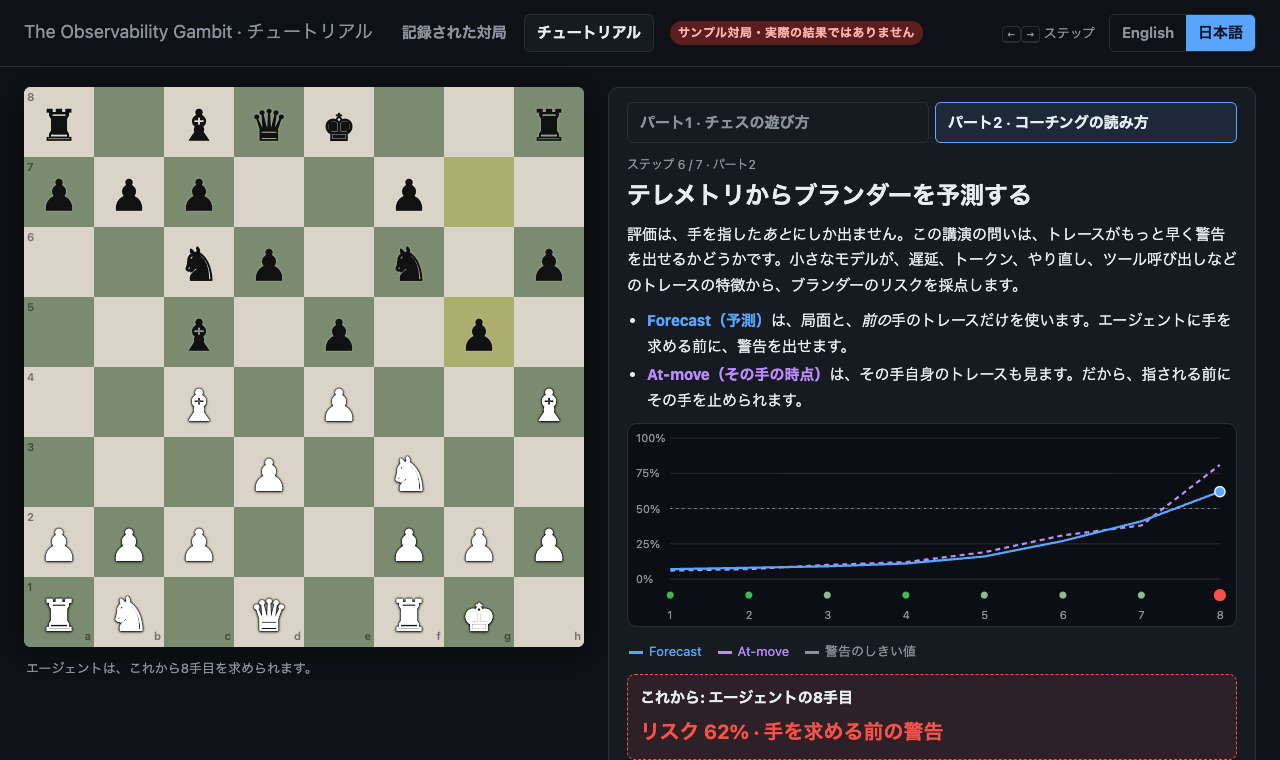 The Observability Gambit · チュートリアル
記録された対局
チュートリアル
サンプル対局・実際の結果ではありません
← → ステップ
English
日本語
8
7
6
5
4
3
2
1
a b c d e f g h
エージェントは、これから8手目を求められます。
パート1 · チェスの遊び方
パート2 · コーチングの読み方
ステップ 6 / 7 · パート2
テレメトリからブランダーを予測する
評価は、手を指したあとにしか出ません。この講演の問いは、トレースがもっと早く警告
を出せるかどうかです。小さなモデルが、遅延、トークン、やり直し、ツール呼び出しなど
のトレースの特徴から、ブランダーのリスクを採点します。
• Forecast（予測）は、局面と、前の手のトレースだけを使います。エージェントに手を
求める前に、警告を出せます。
• At-move（その手の時点）は、その手自身のトレースも見ます。だから、指される前に
その手を止められます。
100%
75%
50%
25%
0%
1 2 3 4 5 6 7 8
Forecast At-move 警告のしきい値
これから: エージェントの8手目
リスク 62% · 手を求める前の警告